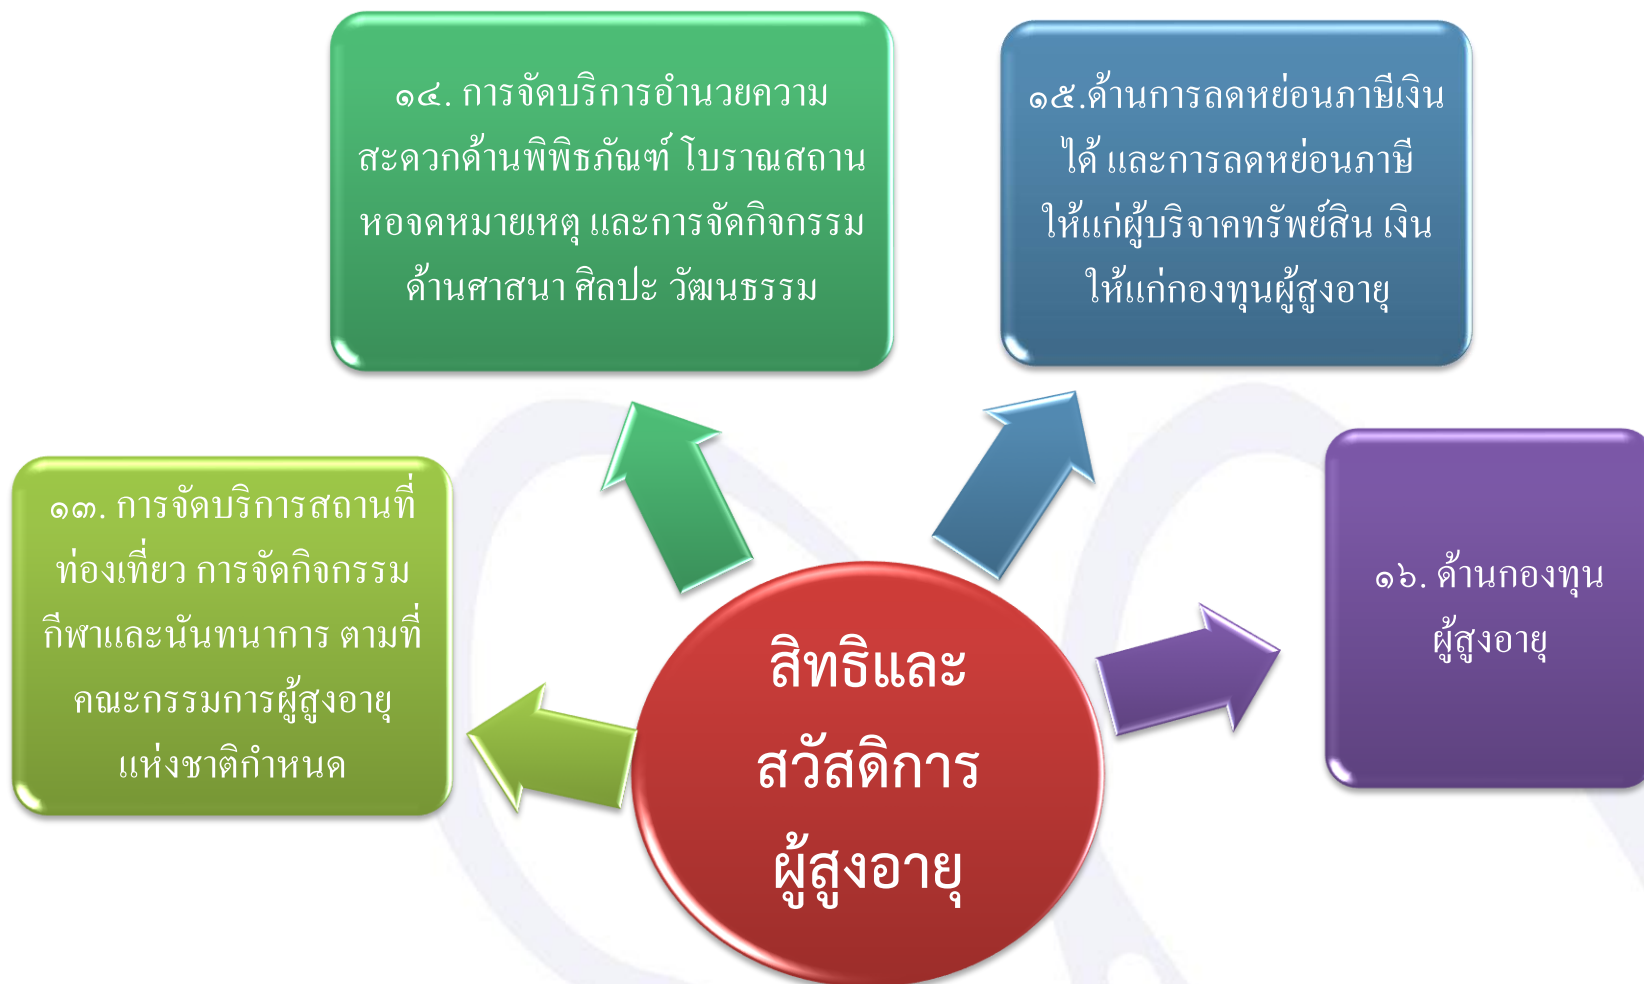 ๑๔. การจัดบริการอำนวยความ
สะดวกด้านพิพิธภัณฑ์ โบราณสถาน
หอจดหมายเหตุ และการจัดกิจกรรม
ด้านศาสนา ศิลปะ วัฒนธรรม
๑๕.ด้านการลดหย่อนภาษีเงิน
ได้ และการลดหย่อนภาษี
ให้แก่ผู้บริจาคทรัพย์สิน เงิน
ให้แก่กองทุนผู้สูงอายุ
๑๓. การจัดบริการสถานที่
ท่องเที่ยว การจัดกิจกรรม
กีฬาและนันทนาการ ตามที่
คณะกรรมการผู้สูงอายุ
แห่งชาติกำหนด
๑๖. ด้านกองทุน
ผู้สูงอายุ
สิทธิและ
สวัสดิการ
ผู้สูงอายุ